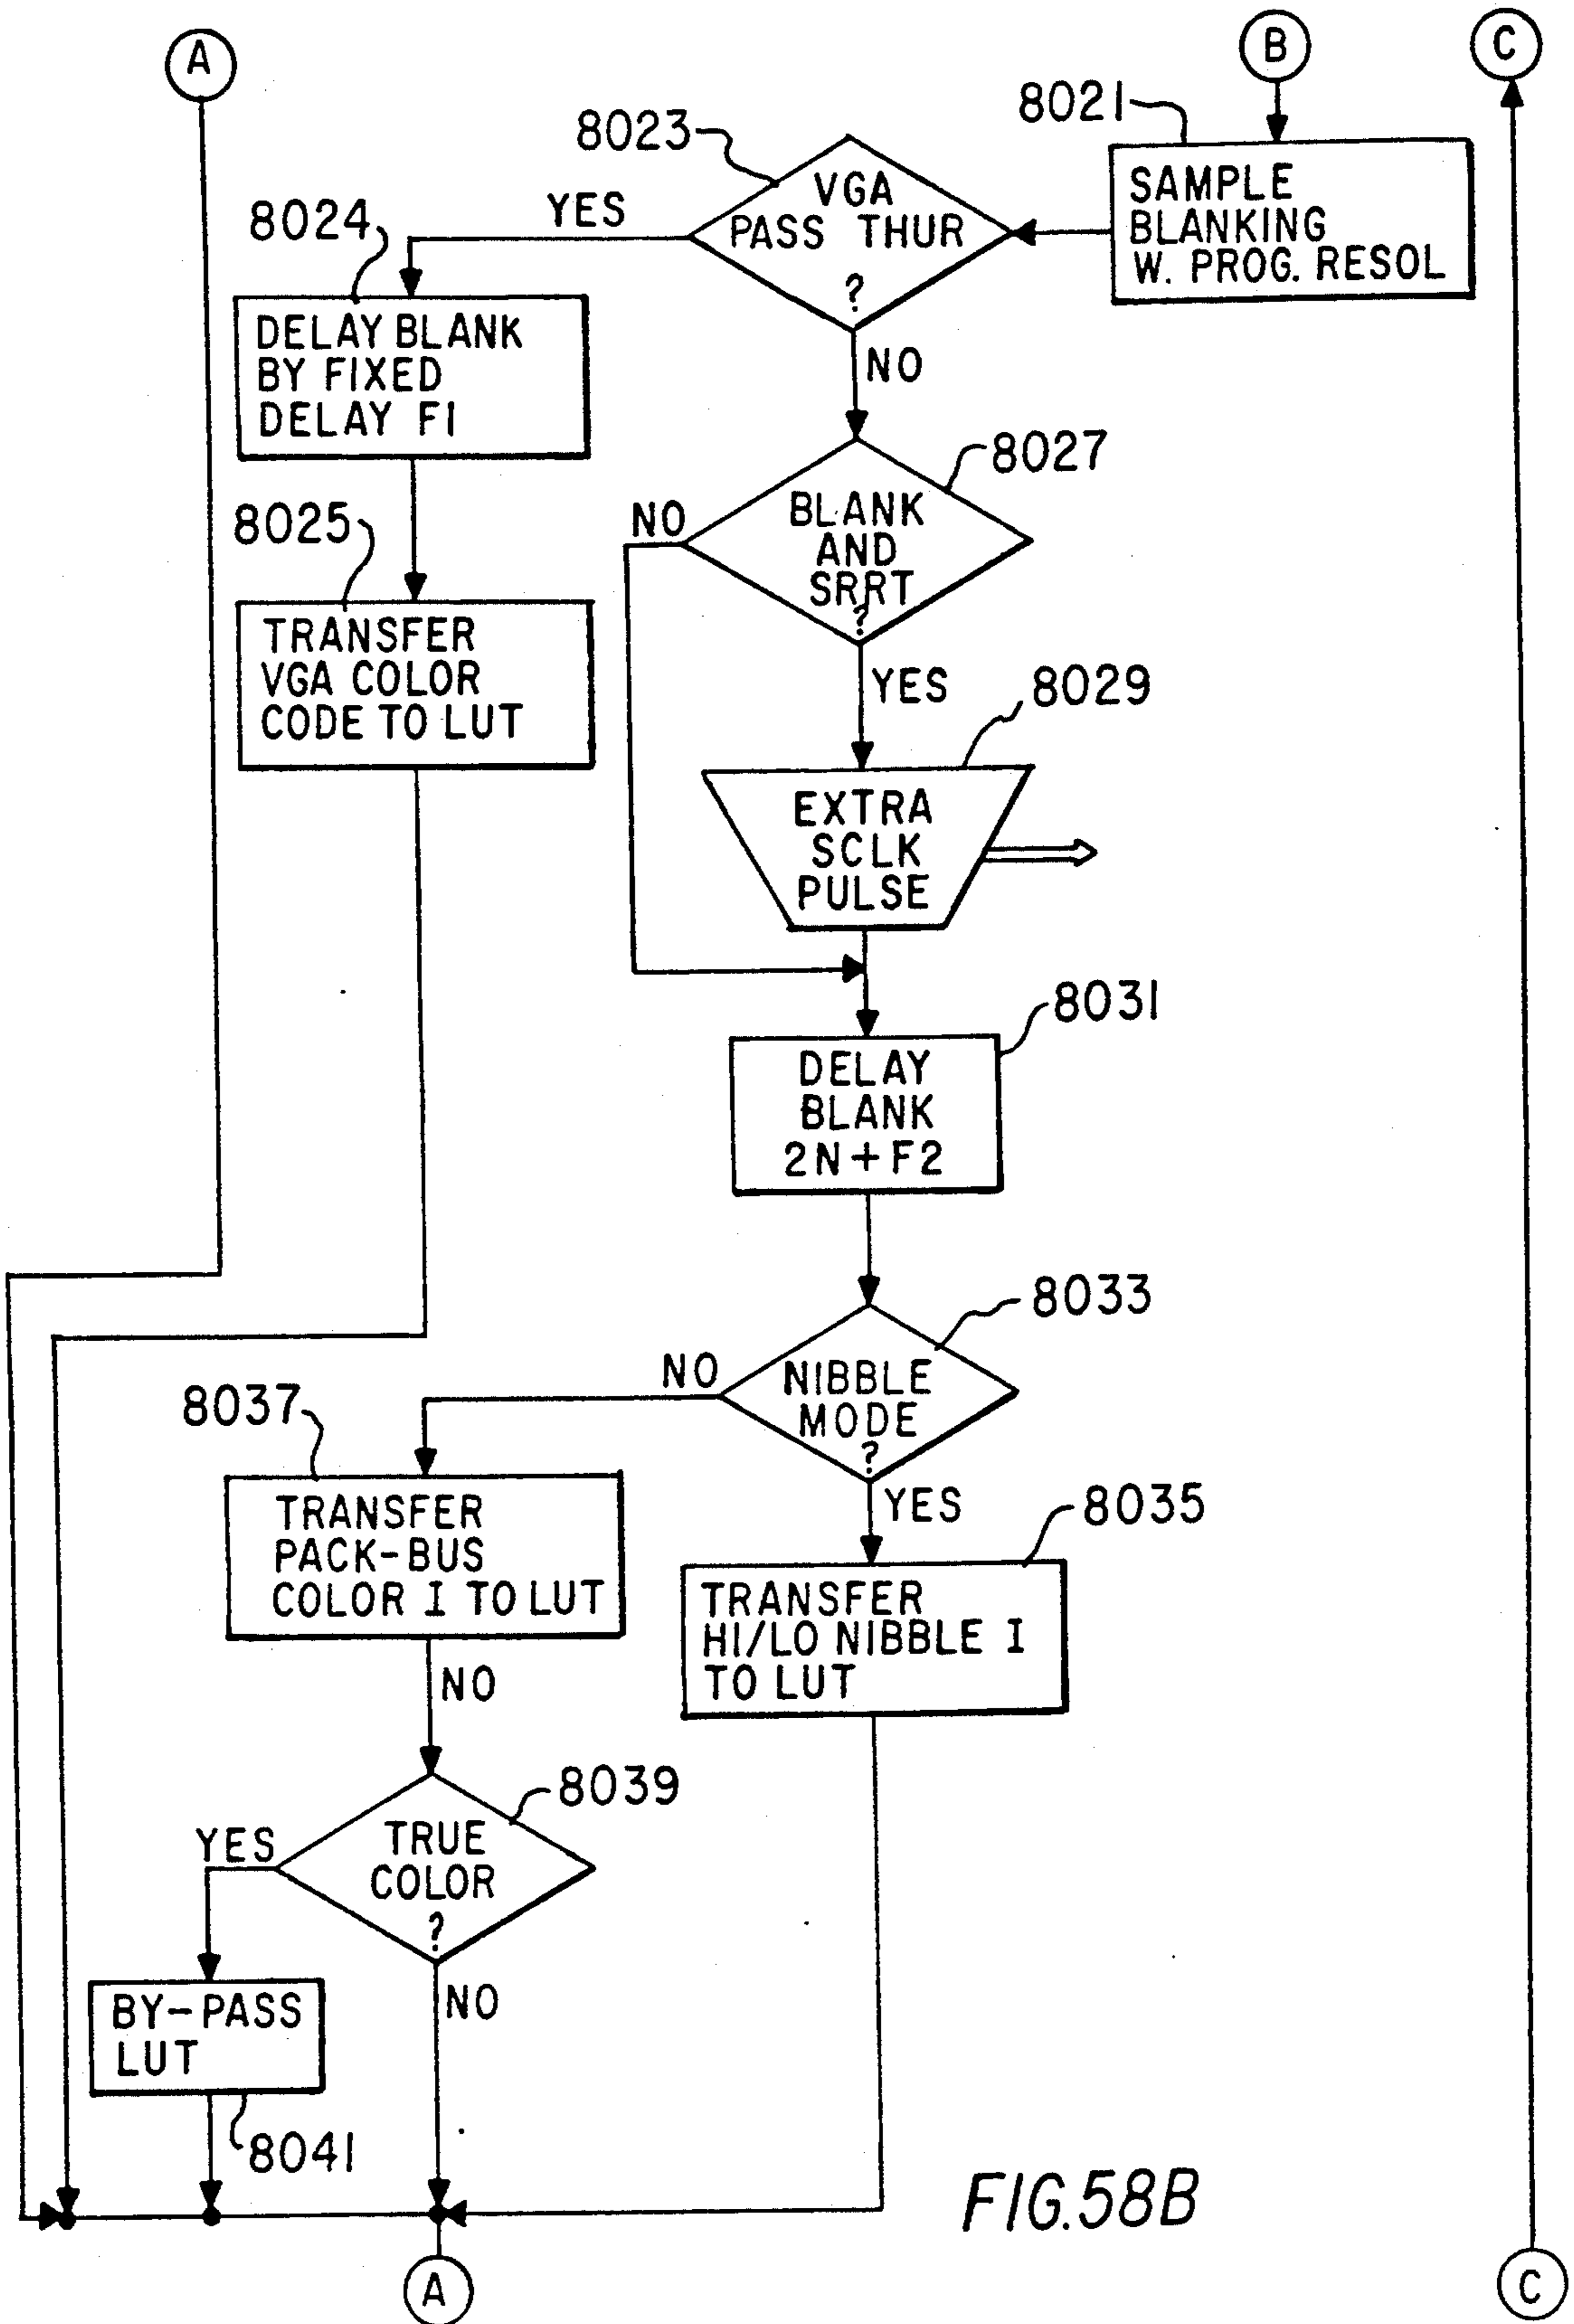 A
B
C
8021
SAMPLE
BLANKING
W. PROG. RESOL
8023
VGA
PASS THUR
?
YES
NO
8024
DELAY BLANK
BY FIXED
DELAY F1
8025
TRANSFER
VGA COLOR
CODE TO LUT
8027
BLANK
AND
SRRT
?
NO
YES
8029
EXTRA
SCLK
PULSE
8031
DELAY
BLANK
2N+F2
8033
NIBBLE
MODE
?
NO
YES
8037
TRANSFER
PACK-BUS
COLOR I TO LUT
NO
8035
TRANSFER
HI/LO NIBBLE I
TO LUT
8039
TRUE
COLOR
?
YES
NO
BY-PASS
LUT
8041
FIG.58B
A
C